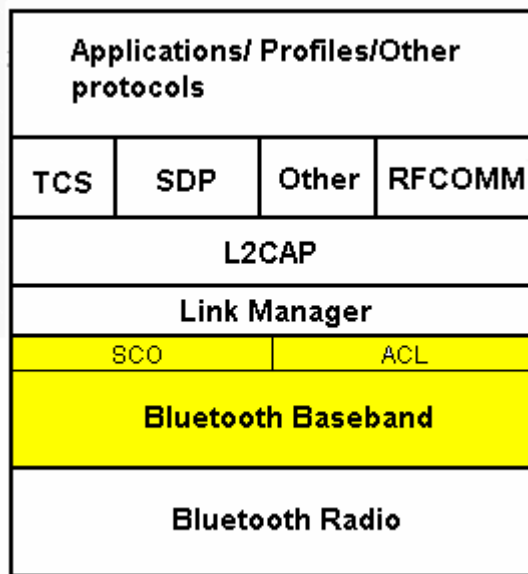 Applications/ Profiles/Other
protocols
TCS SDP Other RFCOMM
L2CAP
Link Manager
SCO ACL
Bluetooth Baseband
Bluetooth Radio